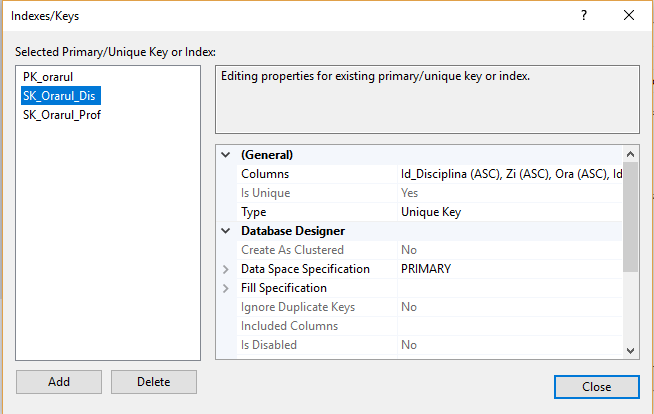 Indexes/Keys
?
Selected Primary/Unique Key or Index:
PK_orarul
SK_Orarul_Dis
SK_Orarul_Prof
Add
Delete
Editing properties for existing primary/unique key or index.
(General)
Columns Id_Disciplina (ASC), Zi (ASC), Ora (ASC), Id
Is Unique Yes
Type Unique Key
Database Designer
Create As Clustered No
Data Space Specification PRIMARY
Fill Specification
Ignore Duplicate Keys No
Included Columns
Is Disabled No
Close